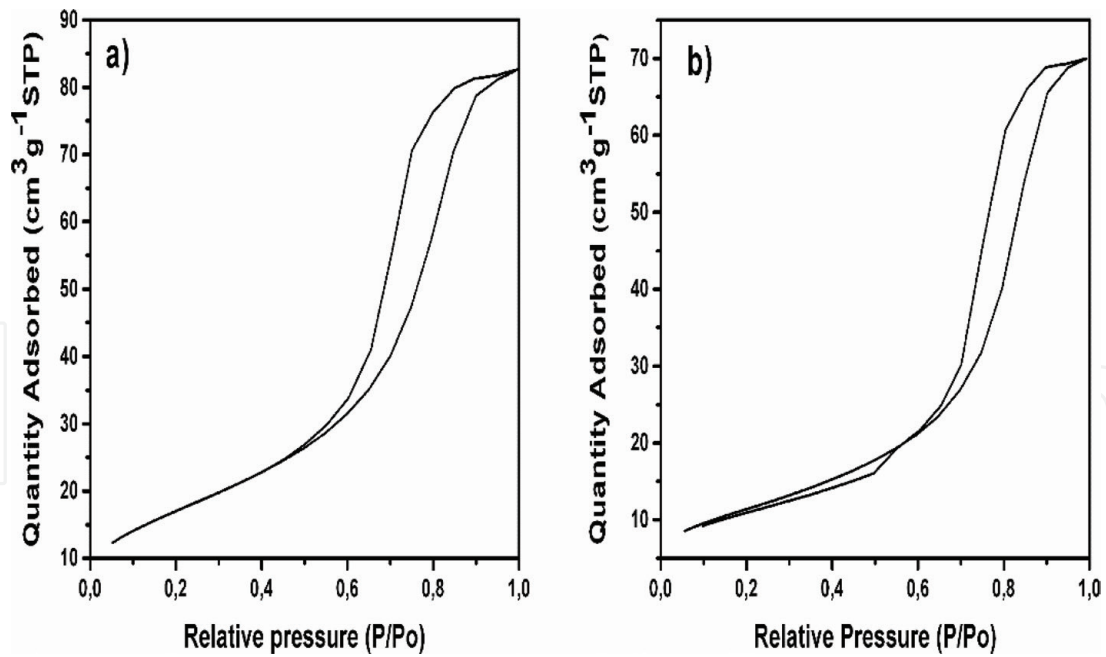 a)
Quantity Adsorbed (cm³g⁻¹STP)
90
80
70
60
50
40
30
20
10
0,0 0,2 0,4 0,6 0,8 1,0
Relative pressure (P/Po)
b)
Quantity Adsorbed (cm³g⁻¹STP)
70
60
50
40
30
20
10
0,0 0,2 0,4 0,6 0,8 1,0
Relative Pressure (P/Po)